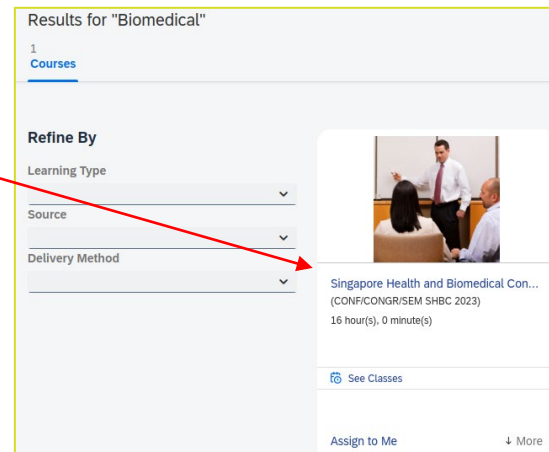 Results for "Biomedical"
1
Courses
Refine By
Learning Type
Source
Delivery Method
Singapore Health and Biomedical Con...
(CONF/CONGR/SEM SHBC 2023)
16 hour(s), 0 minute(s)
See Classes
Assign to Me
↓ More